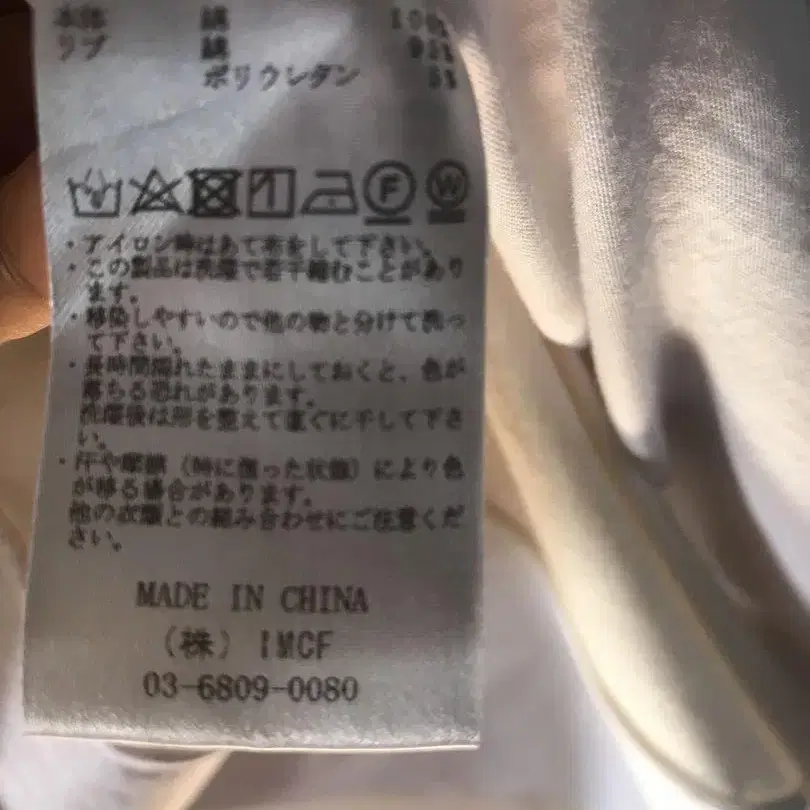 本体 綿 100%
リブ 綿 95%
ポリウレタン 5%
F W
・アイロン時はあて布をして下さい。
・この製品は洗濯で若干縮むことがあり
ます。
・移染しやすいので他の物と分けて洗っ
て下さい。
・長時間濡れたままにしておくと、色が
落ちる恐れがあります。
洗濯後は形を整えて直ぐに干して下さ
い。
・汗や摩擦（特に湿った状態）により色
が移る場合があります。
他の衣類との組み合わせにご注意くだ
さい。
MADE IN CHINA
（株）IMCF
03-6809-0080